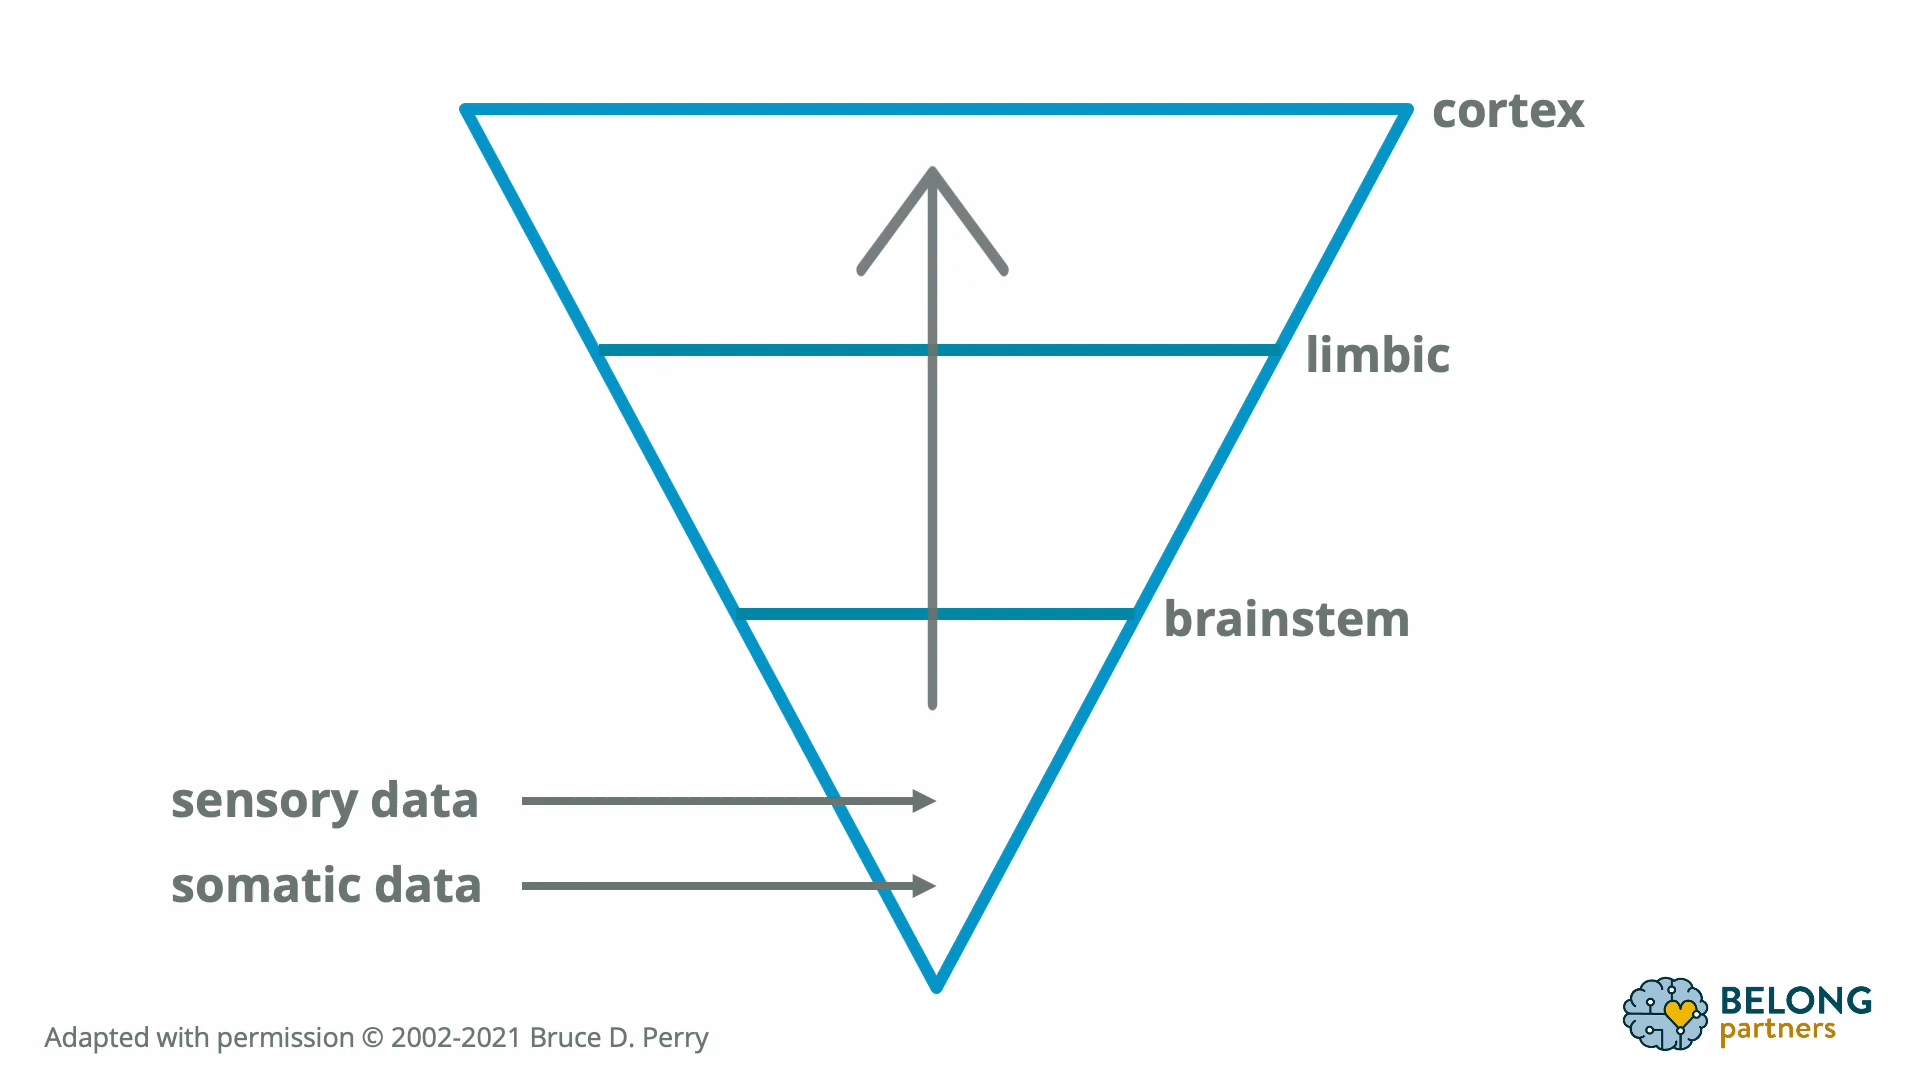 cortex
limbic
brainstem
sensory data
somatic data
Adapted with permission © 2002-2021 Bruce D. Perry
BELONG
partners